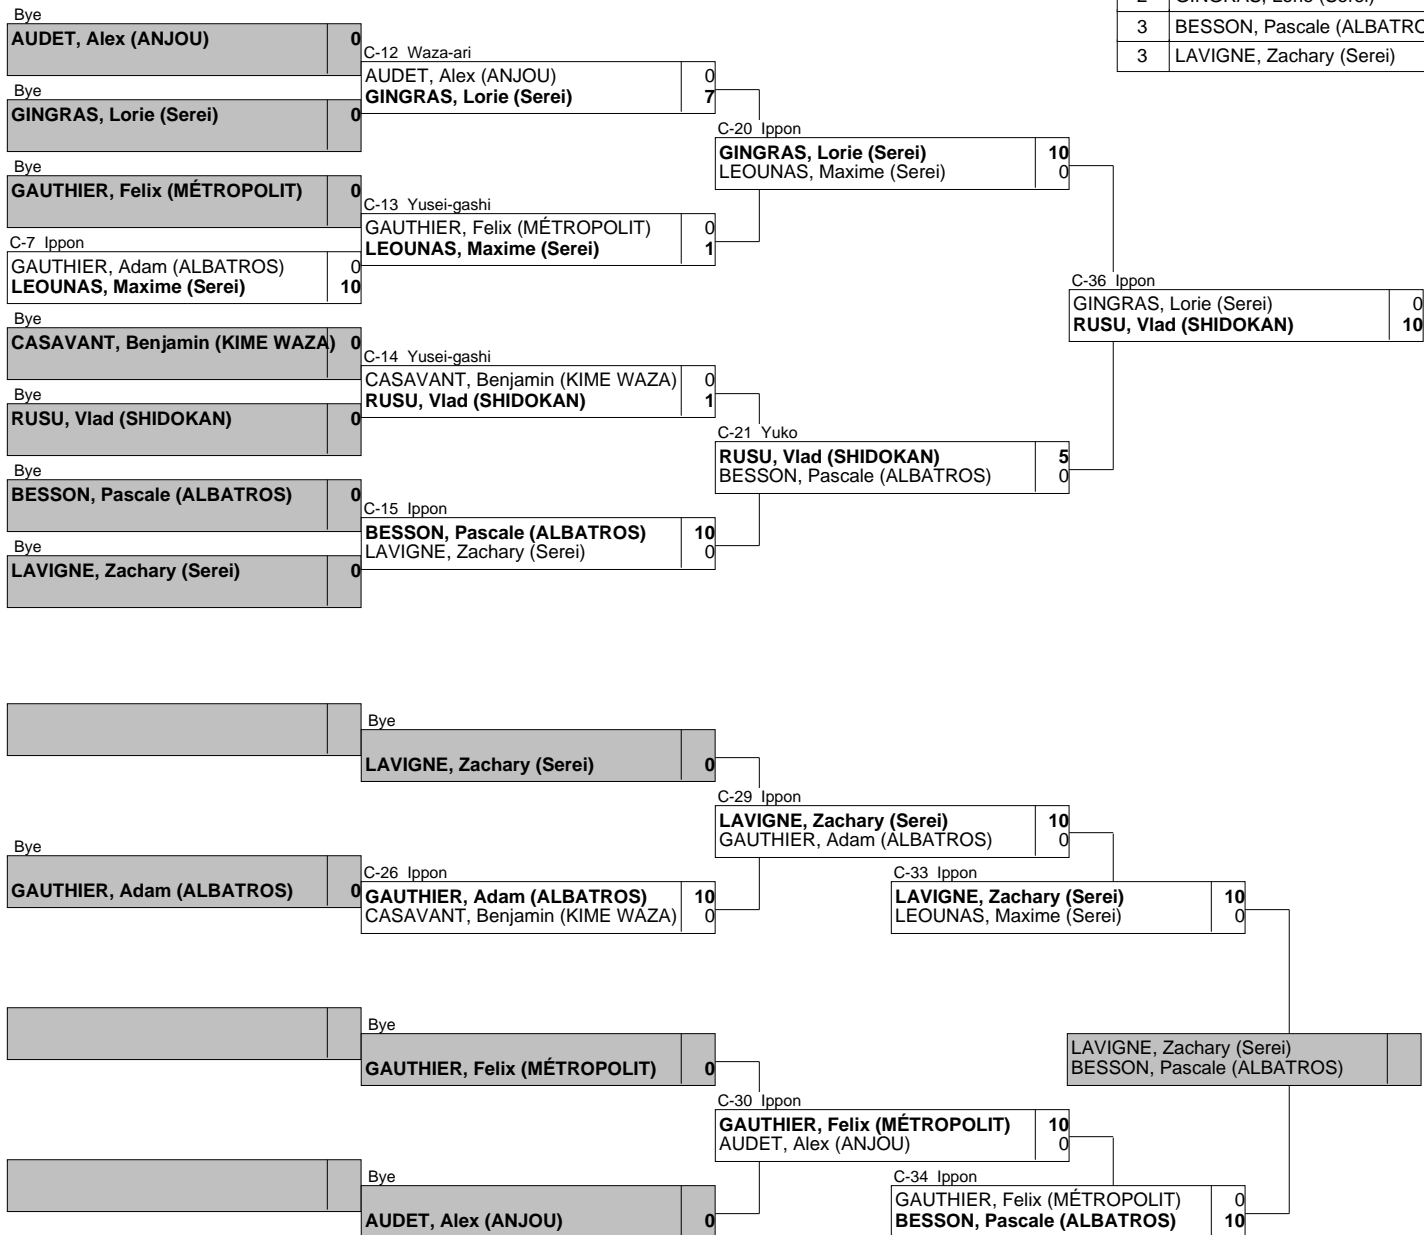 2 GINGRAS, Lorie (Serei)
3 BESSON, Pascale (ALBATRO
3 LAVIGNE, Zachary (Serei)
Bye
AUDET, Alex (ANJOU) 0
Bye
GINGRAS, Lorie (Serei) 0
Bye
GAUTHIER, Felix (MÉTROPOLIT) 0
C-7 Ippon
GAUTHIER, Adam (ALBATROS) 0
LEOUNAS, Maxime (Serei) 10
Bye
CASAVANT, Benjamin (KIME WAZA) 0
Bye
RUSU, Vlad (SHIDOKAN) 0
Bye
BESSON, Pascale (ALBATROS) 0
Bye
LAVIGNE, Zachary (Serei) 0
C-12 Waza-ari
AUDET, Alex (ANJOU) 0
GINGRAS, Lorie (Serei) 7
C-13 Yusei-gashi
GAUTHIER, Felix (MÉTROPOLIT) 0
LEOUNAS, Maxime (Serei) 1
C-14 Yusei-gashi
CASAVANT, Benjamin (KIME WAZA) 0
RUSU, Vlad (SHIDOKAN) 1
C-15 Ippon
BESSON, Pascale (ALBATROS) 10
LAVIGNE, Zachary (Serei) 0
C-20 Ippon
GINGRAS, Lorie (Serei) 10
LEOUNAS, Maxime (Serei) 0
C-21 Yuko
RUSU, Vlad (SHIDOKAN) 5
BESSON, Pascale (ALBATROS) 0
C-36 Ippon
GINGRAS, Lorie (Serei) 0
RUSU, Vlad (SHIDOKAN) 10
Bye
GAUTHIER, Adam (ALBATROS) 0
Bye
LAVIGNE, Zachary (Serei) 0
C-26 Ippon
GAUTHIER, Adam (ALBATROS) 10
CASAVANT, Benjamin (KIME WAZA) 0
Bye
GAUTHIER, Felix (MÉTROPOLIT) 0
Bye
AUDET, Alex (ANJOU) 0
C-29 Ippon
LAVIGNE, Zachary (Serei) 10
GAUTHIER, Adam (ALBATROS) 0
C-30 Ippon
GAUTHIER, Felix (MÉTROPOLIT) 10
AUDET, Alex (ANJOU) 0
C-33 Ippon
LAVIGNE, Zachary (Serei) 10
LEOUNAS, Maxime (Serei) 0
C-34 Ippon
GAUTHIER, Felix (MÉTROPOLIT) 0
BESSON, Pascale (ALBATROS) 10
LAVIGNE, Zachary (Serei)
BESSON, Pascale (ALBATROS)